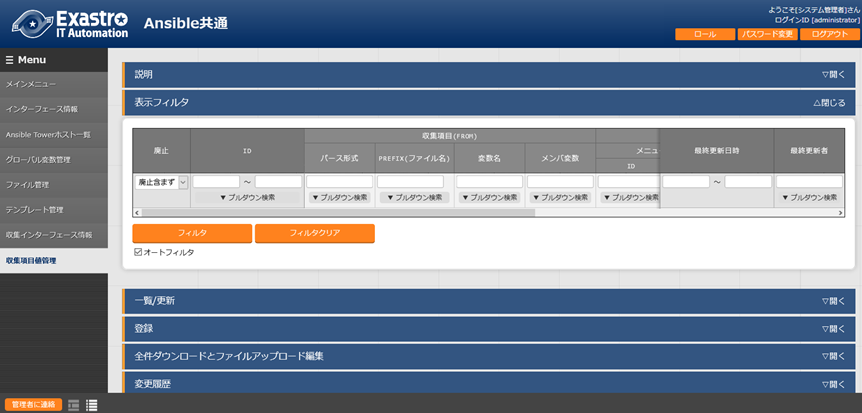 Exastro
IT Automation
Ansible共通
ようこそ[システム管理者]さん
ログインID [administrator]
ロール
パスワード変更
ログアウト
Menu
メインメニュー
インターフェース情報
Ansible Towerホスト一覧
グローバル変数管理
ファイル管理
テンプレート管理
収集インターフェース情報
収集項目値管理
説明
▽開く
表示フィルタ
△閉じる
廃止
ID
収集項目(FROM)
パース形式
PREFIX(ファイル名)
変数名
メンバ変数
メニュ
ID
最終更新日時
最終更新者
廃止含まず
～
～
▼プルダウン検索
▼プルダウン検索
▼プルダウン検索
▼プルダウン検索
▼プルダウン検索
▼プルダウン検索
▼プルダウン検索
フィルタ
フィルタクリア
オートフィルタ
一覧/更新
▽開く
登録
▽開く
全件ダウンロードとファイルアップロード編集
▽開く
変更履歴
▽開く
管理者に連絡